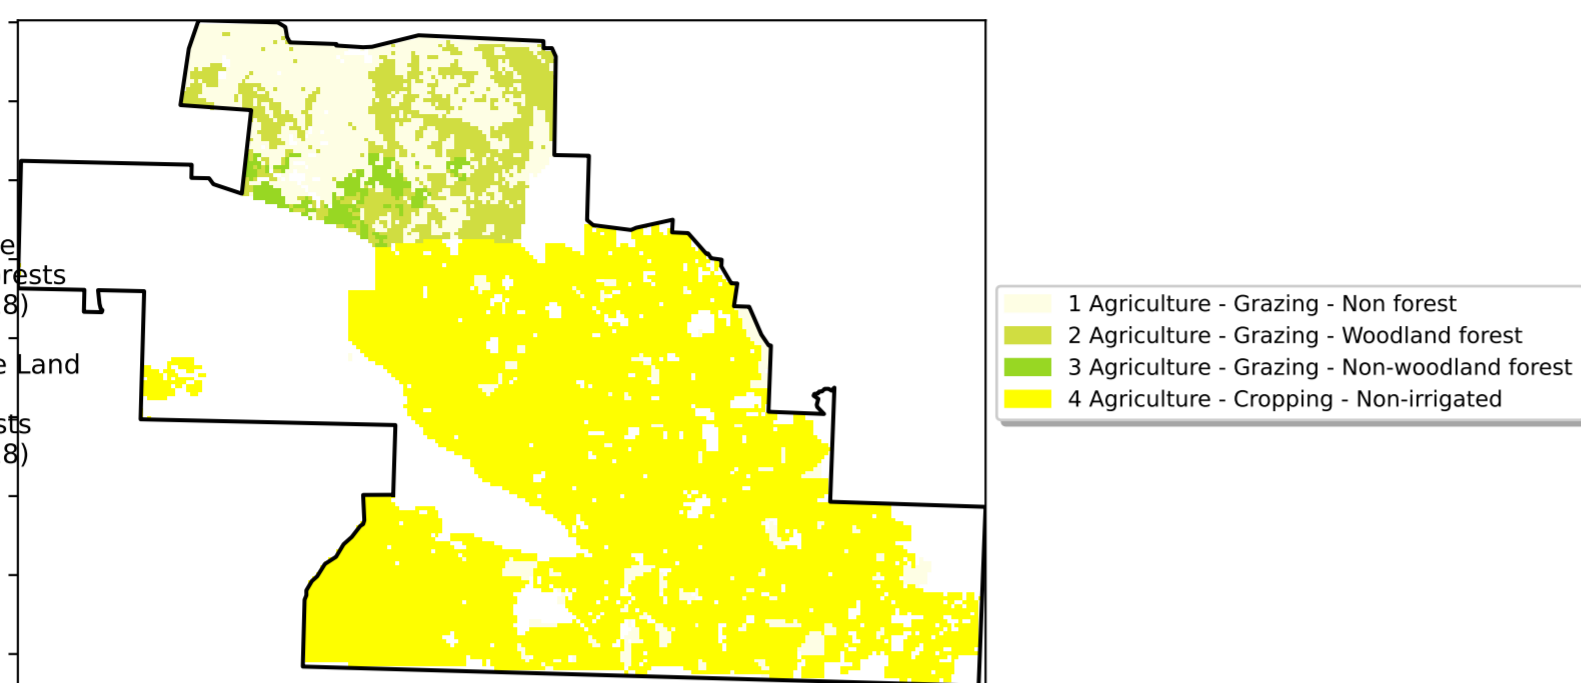 e
rests
8)
e Land
sts
8)
1 Agriculture - Grazing - Non forest
2 Agriculture - Grazing - Woodland forest
3 Agriculture - Grazing - Non-woodland forest
4 Agriculture - Cropping - Non-irrigated